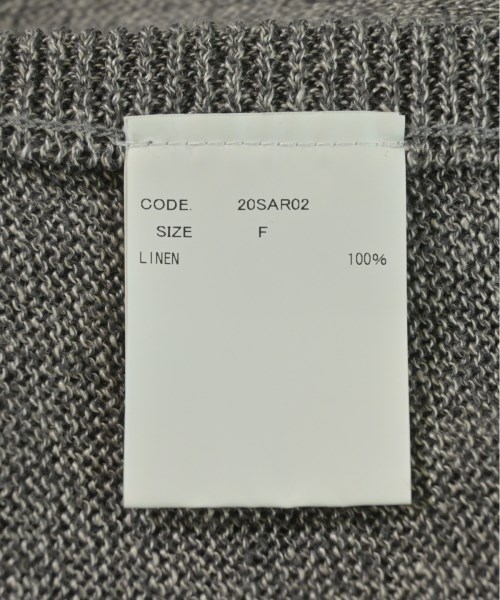 CODE. 20SAR02
SIZE F
LINEN 100%